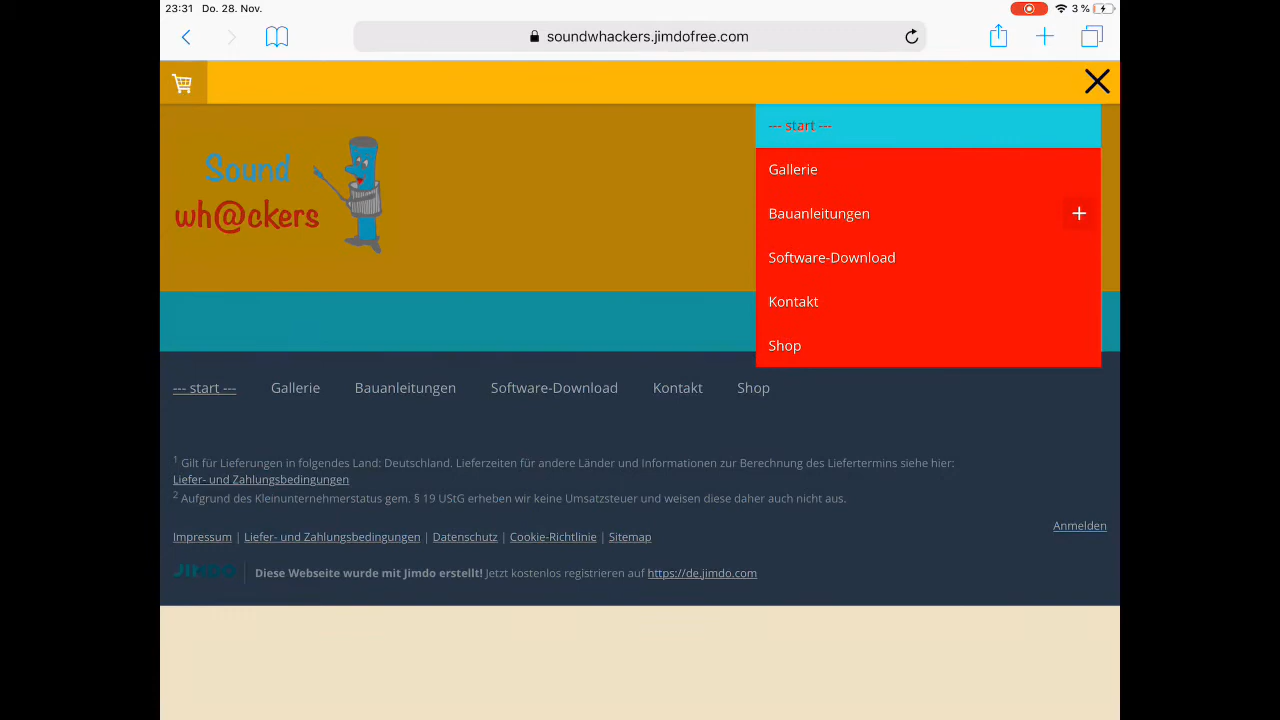 23:31 Do. 28. Nov.
3 %
soundwhackers.jimdofree.com
Sound
wh@ckers
--- start ---
Gallerie
Bauanleitungen
Software-Download
Kontakt
Shop
--- start --- Gallerie Bauanleitungen Software-Download Kontakt Shop
1 Gilt für Lieferungen in folgendes Land: Deutschland. Lieferzeiten für andere Länder und Informationen zur Berechnung des Liefertermins siehe hier:
Liefer- und Zahlungsbedingungen
2 Aufgrund des Kleinunternehmerstatus gem. § 19 UStG erheben wir keine Umsatzsteuer und weisen diese daher auch nicht aus.
Anmelden
Impressum | Liefer- und Zahlungsbedingungen | Datenschutz | Cookie-Richtlinie | Sitemap
JIMDO
Diese Webseite wurde mit Jimdo erstellt! Jetzt kostenlos registrieren auf https://de.jimdo.com